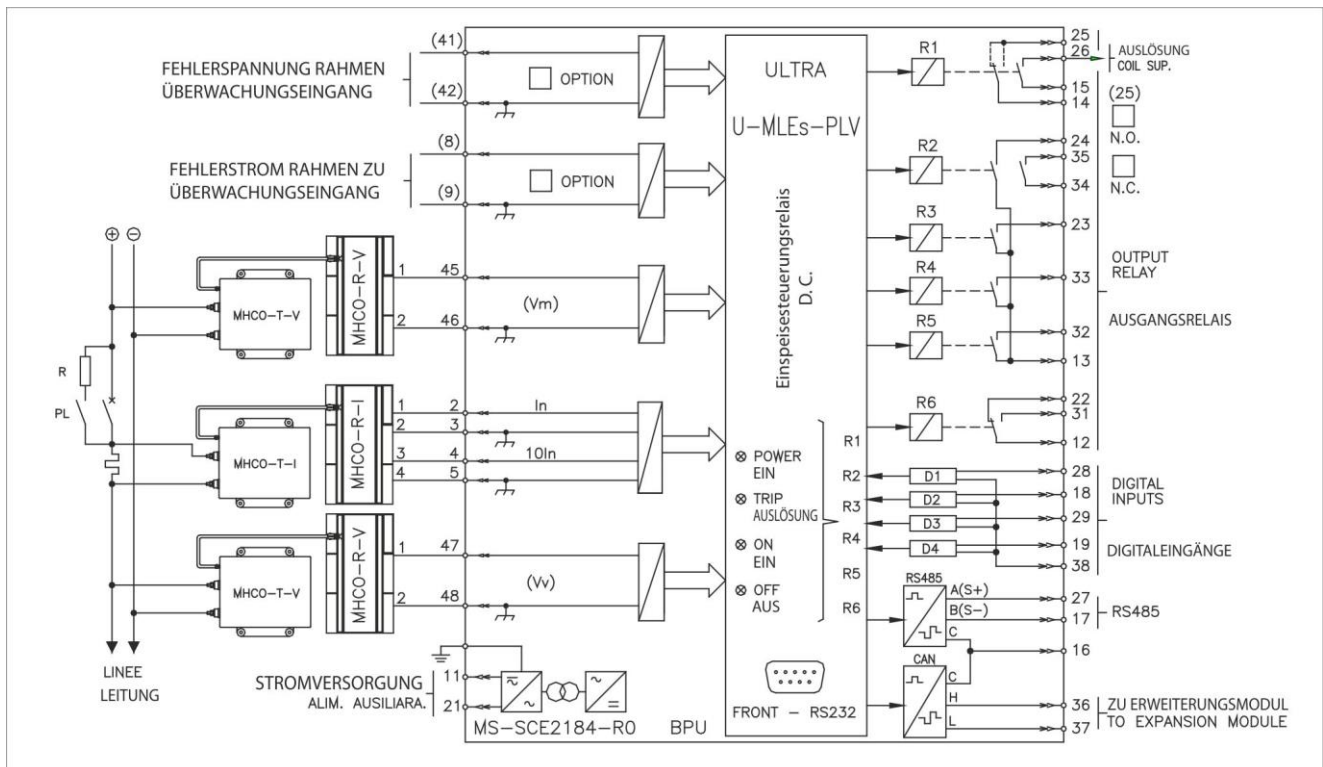 FEHLERSPANNUNG RAHMEN
ÜBERWACHUNGSEINGANG
(41)
(42)
OPTION
FEHLERSTROM RAHMEN ZU
ÜBERWACHUNGSEINGANG
(8)
(9)
OPTION
MHCO-T-V
MHCO-R-V
1 45
2 46
(Vm)
R
PL
MHCO-T-I
MHCO-R-I
1 2 In
2 3
3 4 10In
4 5
MHCO-T-V
MHCO-R-V
1 47
2 48
(Vv)
LINEE
LEITUNG
STROMVERSORGUNG
ALIM. AUSILIARA.
11
21
MS-SCE2184-R0 BPU
ULTRA
U-MLEs-PLV
Einspeisesteuerungsrelais
D.C.
POWER
EIN
TRIP
AUSLÖSUNG
ON
EIN
OFF
AUS
R1
R2
R3
R4
R5
R6
FRONT - RS232
R1
R2
R3
R4
R5
R6
D1
D2
D3
D4
RS485
A(S+)
B(S-)
C
CAN
C
H
L
25
26
15
14
24
35
34
23
33
32
13
22
31
12
28
18
29
19
38
27
17
16
36
37
AUSLÖSUNG
COIL SUP.
(25)
N.O.
N.C.
OUTPUT
RELAY
AUSGANGSRELAIS
DIGITAL
INPUTS
DIGITALEINGÄNGE
RS485
ZU ERWEITERUNGSMODUL
TO EXPANSION MODULE